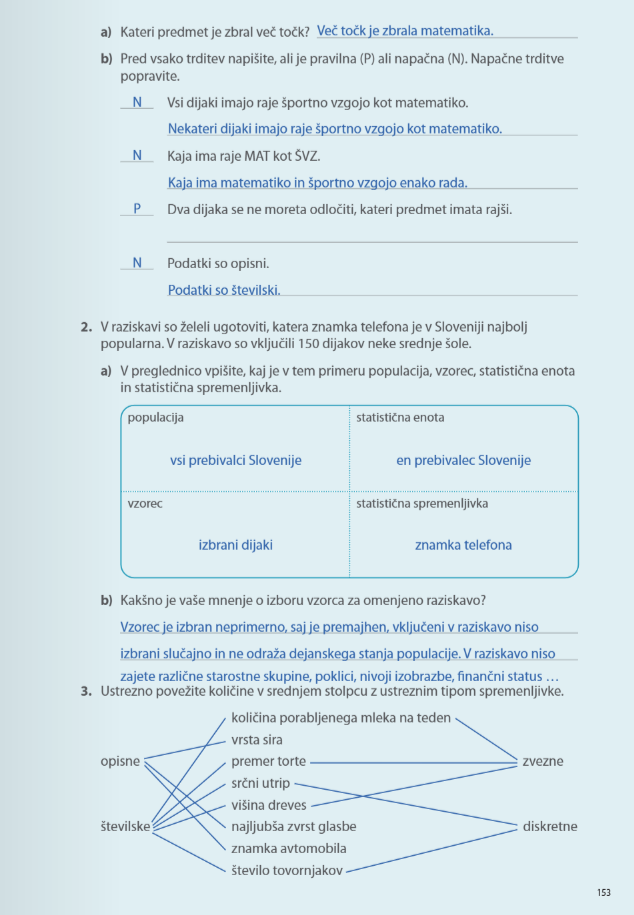 a) Kateri predmet je zbral več točk? Več točk je zbrala matematika.
b) Pred vsako trditev napišite, ali je pravilna (P) ali napačna (N). Napačne trditve
popravite.
N Vsi dijaki imajo raje športno vzgojo kot matematiko.
Nekateri dijaki imajo raje športno vzgojo kot matematiko.
N Kaja ima raje MAT kot ŠVZ.
Kaja ima matematiko in športno vzgojo enako rada.
P Dva dijaka se ne moreta odločiti, kateri predmet imata rajši.
N Podatki so opisni.
Podatki so številski.
2. V raziskavi so želeli ugotoviti, katera znamka telefona je v Sloveniji najbolj
popularna. V raziskavo so vključili 150 dijakov neke srednje šole.
a) V preglednico vpišite, kaj je v tem primeru populacija, vzorec, statistična enota
in statistična spremenljivka.
populacija
vsi prebivalci Slovenije
statistična enota
en prebivalec Slovenije
vzorec
izbrani dijaki
statistična spremenljivka
znamka telefona
b) Kakšno je vaše mnenje o izboru vzorca za omenjeno raziskavo?
Vzorec je izbran neprimerno, saj je premajhen, vključeni v raziskavo niso
izbrani slučajno in ne odraža dejanskega stanja populacije. V raziskavo niso
zajete različne starostne skupine, poklici, nivoji izobrazbe, finančni status ...
3. Ustrezno povežite količine v srednjem stolpcu z ustreznim tipom spremenljivke.
količina porabljenega mleka na teden
vrsta sira
opisne premer torte zvezne
srčni utrip
višina dreves
številske najljubša zvrst glasbe diskretne
znamka avtomobila
število tovornjakov
153